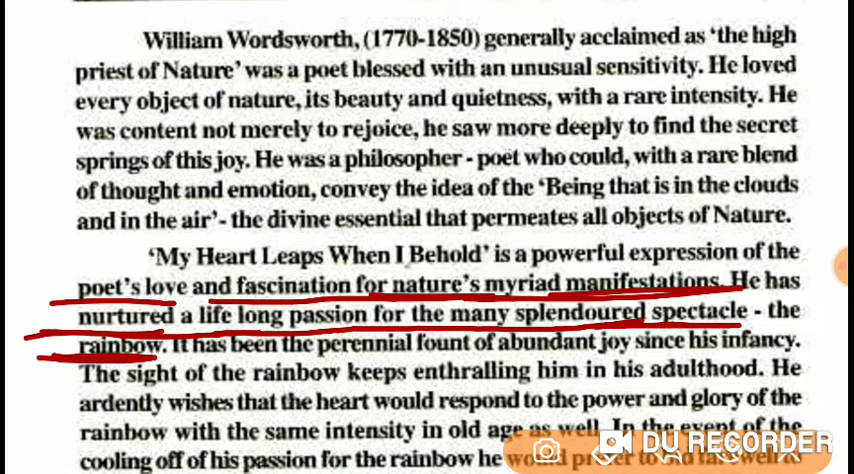 William Wordsworth, (1770-1850) generally acclaimed as 'the high
priest of Nature' was a poet blessed with an unusual sensitivity. He loved
every object of nature, its beauty and quietness, with a rare intensity. He
was content not merely to rejoice, he saw more deeply to find the secret
springs of this joy. He was a philosopher - poet who could, with a rare blend
of thought and emotion, convey the idea of the 'Being that is in the clouds
and in the air'- the divine essential that permeates all objects of Nature.
'My Heart Leaps When I Behold' is a powerful expression of the
poet's love and fascination for nature's myriad manifestations. He has
nurtured a life long passion for the many splendoured spectacle - the
rainbow. It has been the perennial fount of abundant joy since his infancy.
The sight of the rainbow keeps enthralling him in his adulthood. He
ardently wishes that the heart would respond to the power and glory of the
rainbow with the same intensity in old age as well. In the event of the
cooling off of his passion for the rainbow he would prefer to
DU RECORDER